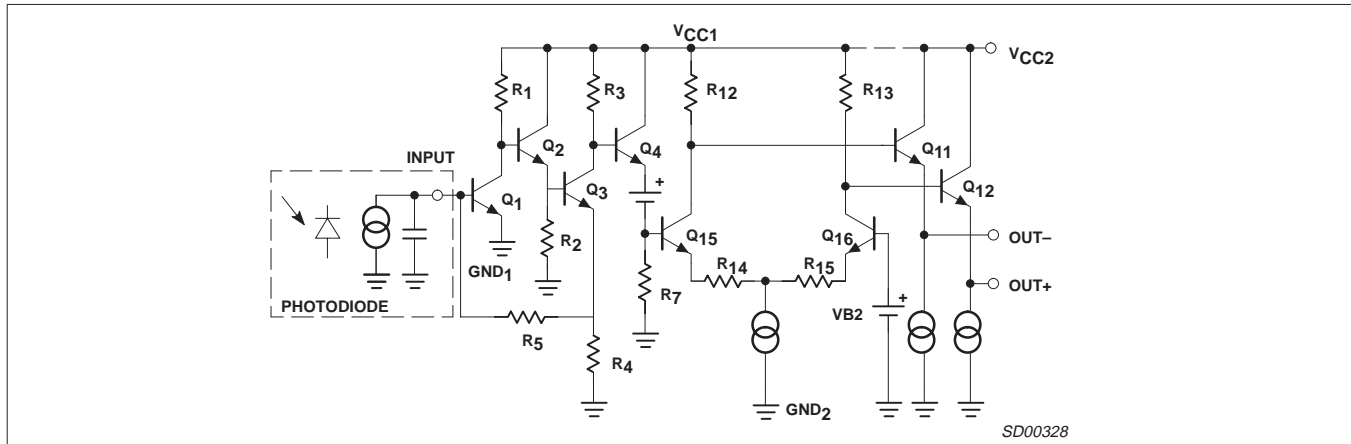 VCC1
VCC2
R1
R3
R12
R13
Q2
Q4
Q11
INPUT
Q1
Q3
Q12
Q15
Q16
R2
OUT–
GND1
R14
R15
R7
OUT+
PHOTODIODE
VB2
R5
R4
GND2
SD00328